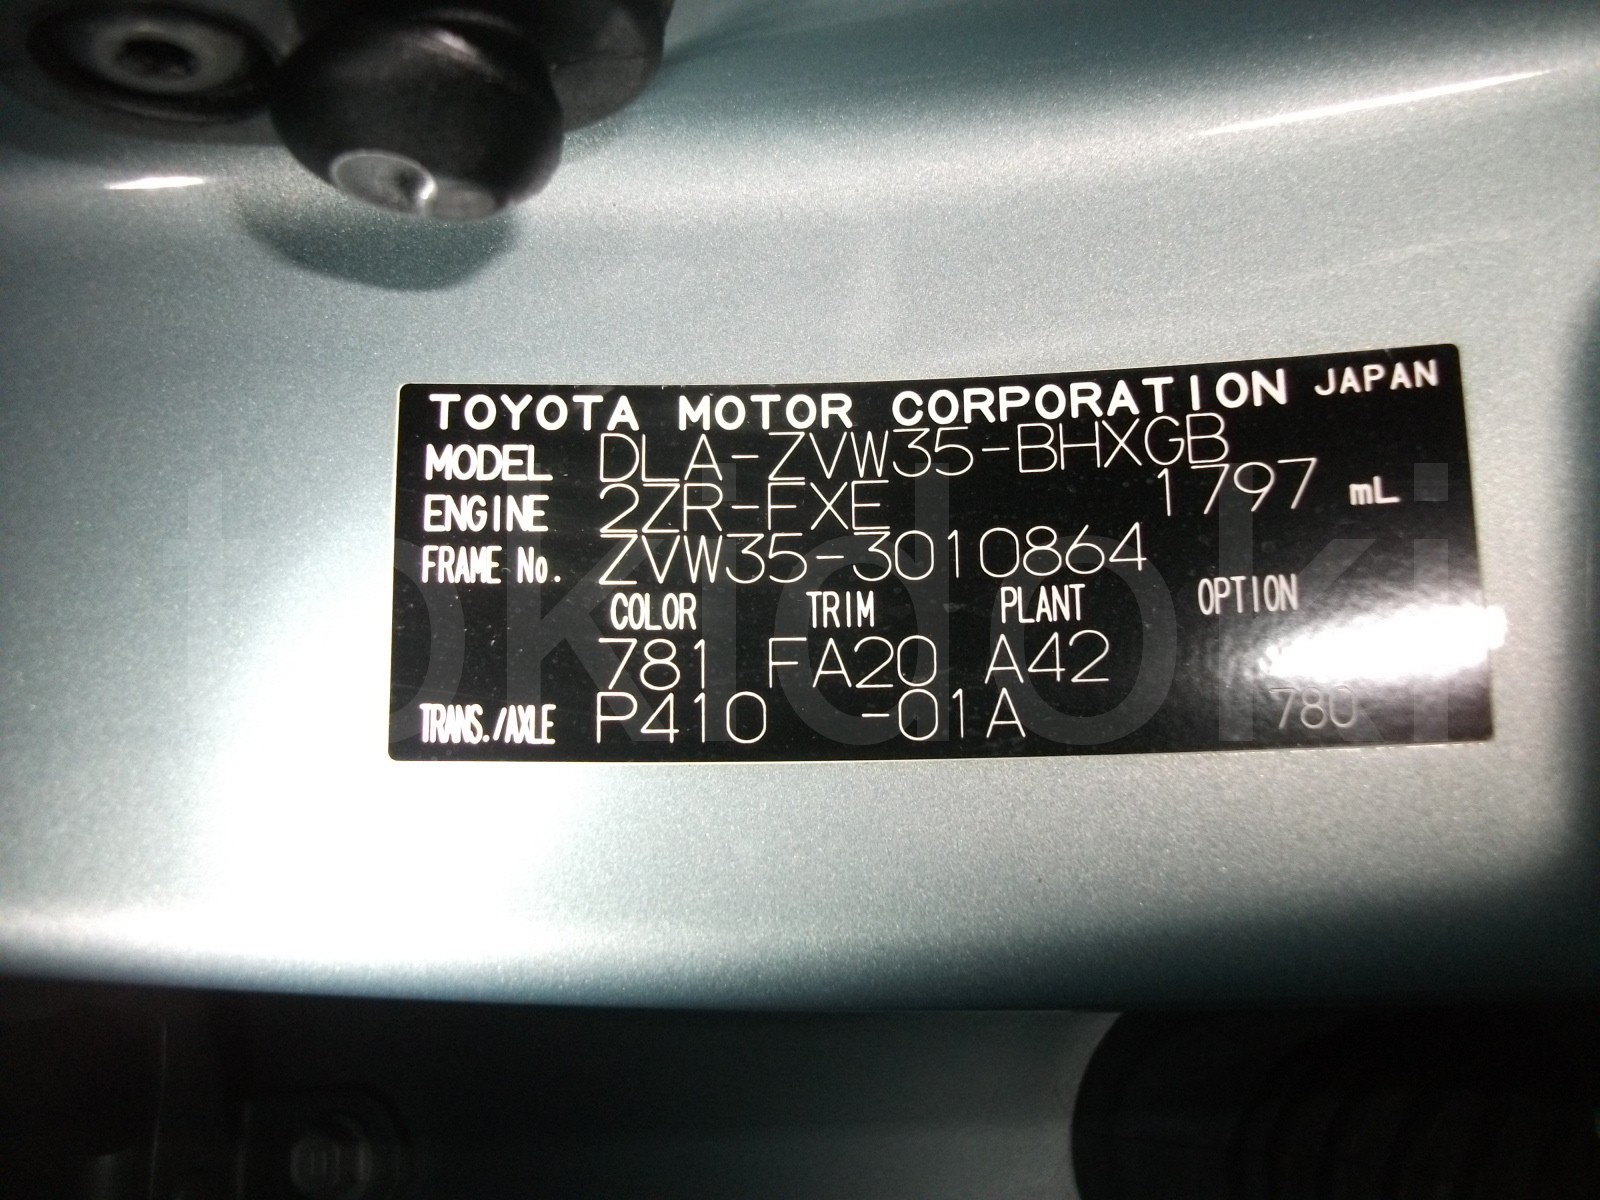 TOYOTA MOTOR CORPORATION JAPAN
MODEL DLA-ZVW35-BHXGB
ENGINE 2ZR-FXE 1797 mL
FRAME No. ZVW35-3010864
COLOR TRIM PLANT OPTION
781 FA20 A42
TRANS./AXLE P410 -01A 780
tokidoki